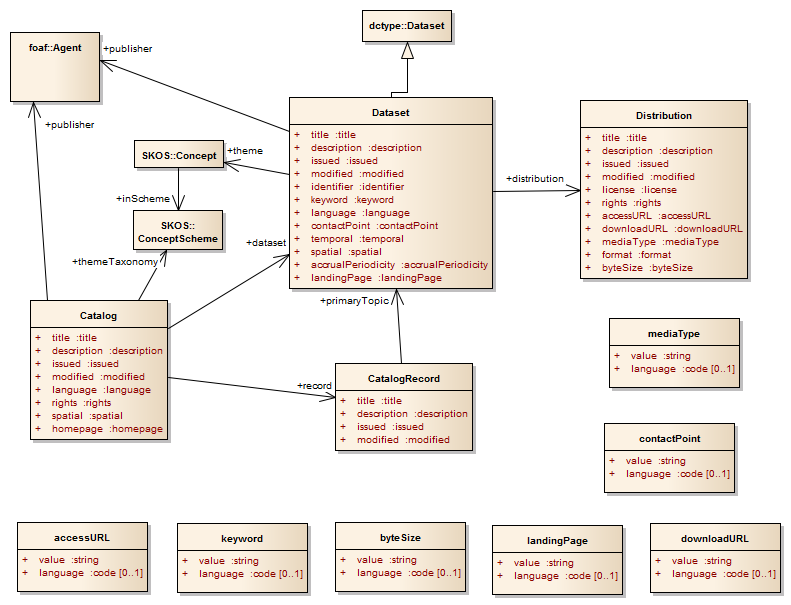 dctype::Dataset
foaf::Agent
+publisher
+publisher
SKOS::Concept
+theme
+inScheme
SKOS::
ConceptScheme
+themeTaxonomy
+dataset
Dataset
+ title :title
+ description :description
+ issued :issued
+ modified :modified
+ identifier :identifier
+ keyword :keyword
+ language :language
+ contactPoint :contactPoint
+ temporal :temporal
+ spatial :spatial
+ accrualPeriodicity :accrualPeriodicity
+ landingPage :landingPage
+distribution
Distribution
+ title :title
+ description :description
+ issued :issued
+ modified :modified
+ license :license
+ rights :rights
+ accessURL :accessURL
+ downloadURL :downloadURL
+ mediaType :mediaType
+ format :format
+ byteSize :byteSize
+primaryTopic
Catalog
+ title :title
+ description :description
+ issued :issued
+ modified :modified
+ language :language
+ rights :rights
+ spatial :spatial
+ homepage :homepage
+record
CatalogRecord
+ title :title
+ description :description
+ issued :issued
+ modified :modified
mediaType
+ value :string
+ language :code [0..1]
contactPoint
+ value :string
+ language :code [0..1]
accessURL
+ value :string
+ language :code [0..1]
keyword
+ value :string
+ language :code [0..1]
byteSize
+ value :string
+ language :code [0..1]
landingPage
+ value :string
+ language :code [0..1]
downloadURL
+ value :string
+ language :code [0..1]